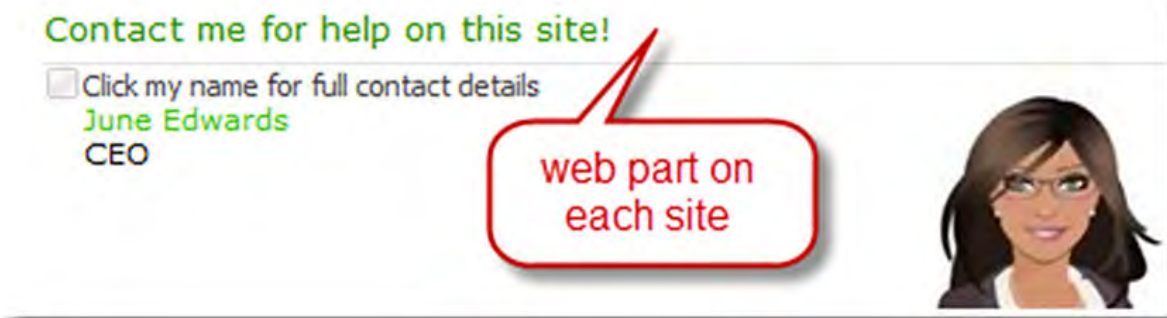 Contact me for help on this site!
Click my name for full contact details
June Edwards
CEO
web part on
each site